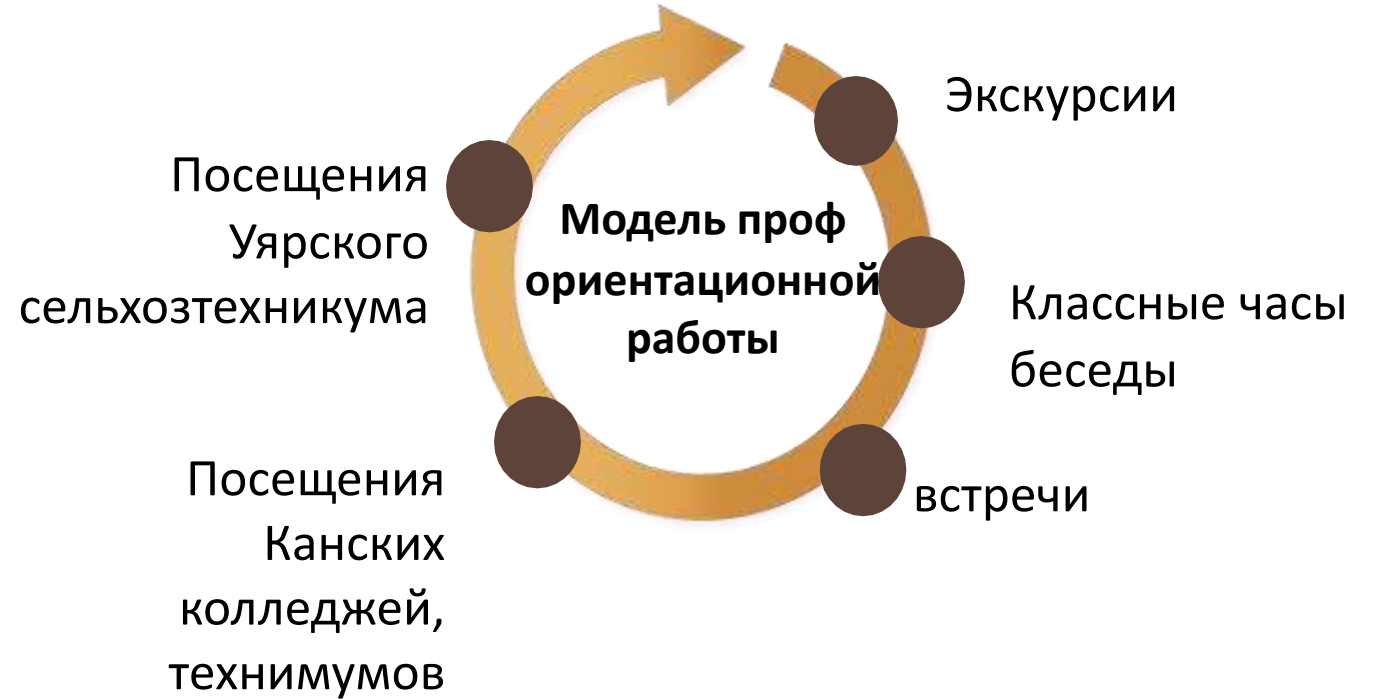 Экскурсии
Посещения
Уярского
сельхозтехникума
Модель проф
ориентационной
работы
Классные часы
беседы
встречи
Посещения
Канских
колледжей,
технимумов